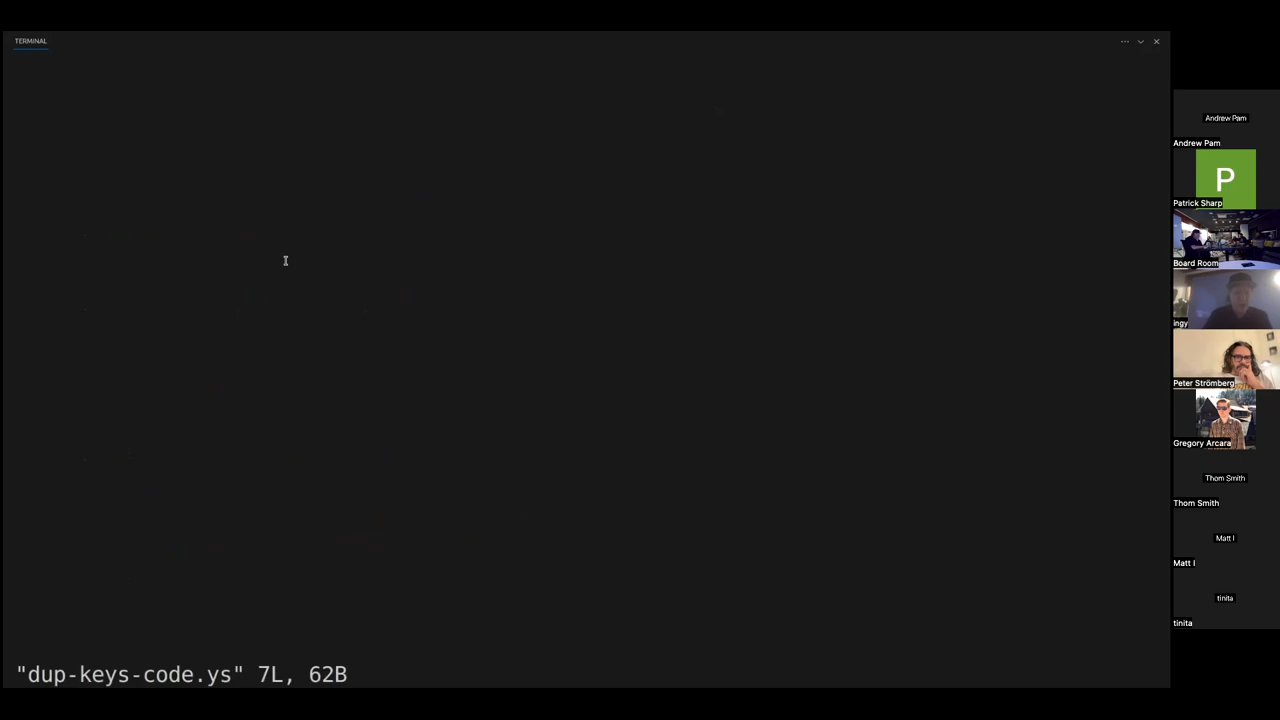 TERMINAL
Andrew Pam
Andrew Pam
P
Patrick Sharp
Board Room
ingy
Peter Strömberg
Gregory Arcara
Thom Smith
Thom Smith
Matt I
Matt I
tinita
tinita
"dup-keys-code.ys" 7L, 62B